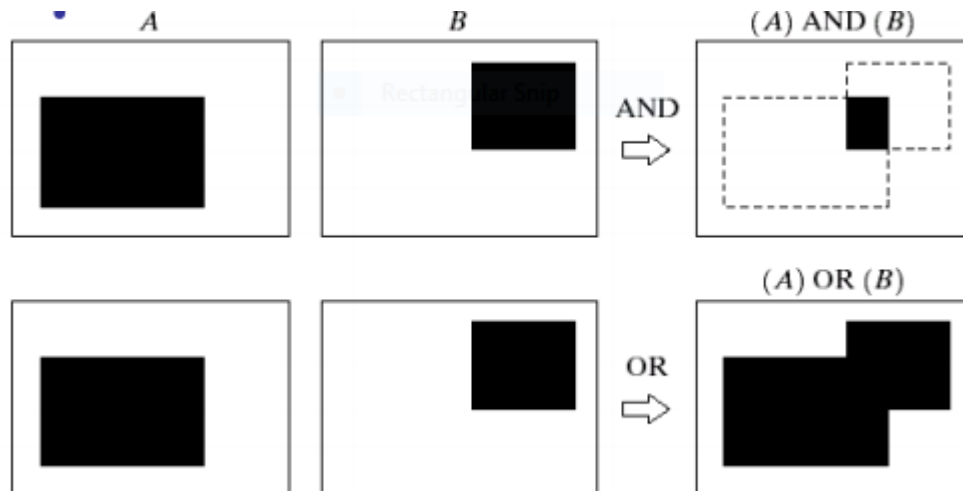 A B (A) AND (B)
Rectangular Snip
AND
(A) OR (B)
OR